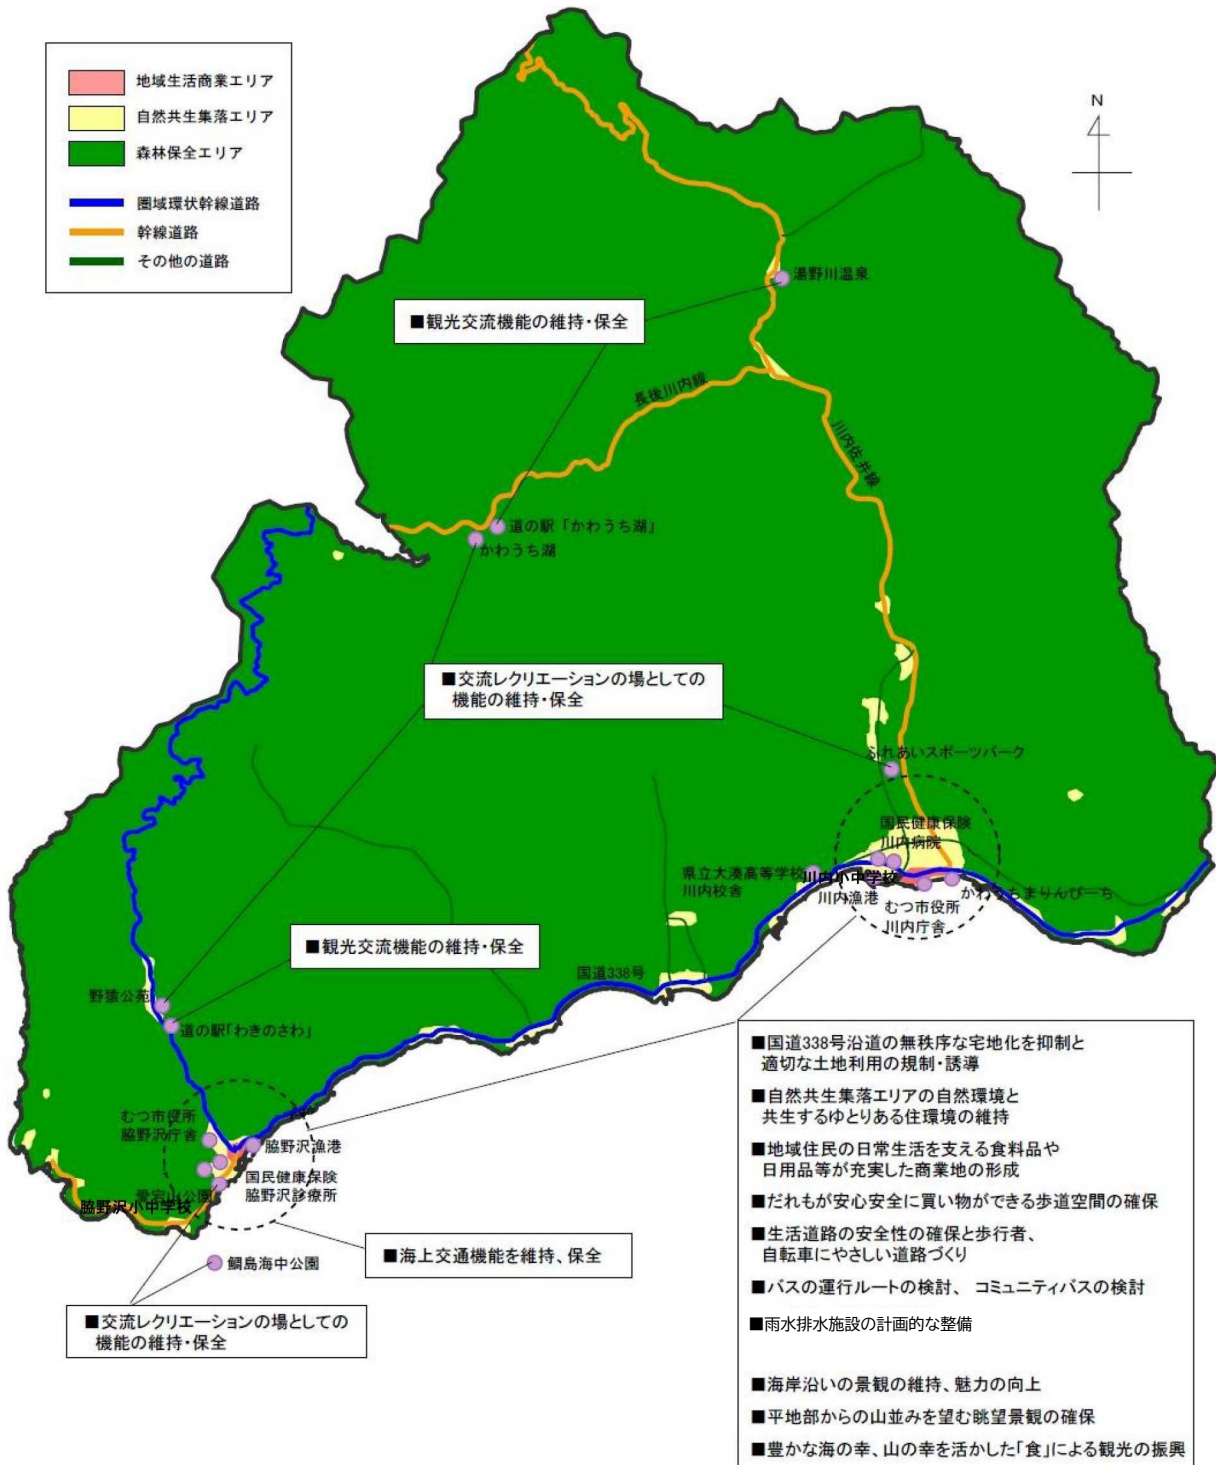 地域生活商業エリア
自然共生集落エリア
森林保全エリア
圏域環状幹線道路
幹線道路
その他の道路
N
湯野川温泉
■観光交流機能の維持・保全
長後川内線
川内佐井線
道の駅「かわうち湖」
かわうち湖
■交流レクリエーションの場としての
機能の維持・保全
ふれあいスポーツパーク
国民健康保険
川内病院
県立大湊高等学校
川内校舎
川内小中学校
川内漁港
かわうちまりんびーち
むつ市役所
川内庁舎
■観光交流機能の維持・保全
国道338号
野猿公苑
道の駅「わきのさわ」
むつ市役所
脇野沢庁舎
脇野沢漁港
国民健康保険
脇野沢診療所
愛宕山公園
脇野沢小中学校
鯛島海中公園
■海上交通機能を維持、保全
■交流レクリエーションの場としての
機能の維持・保全
■国道338号沿道の無秩序な宅地化を抑制と
適切な土地利用の規制・誘導
■自然共生集落エリアの自然環境と
共生するゆとりある住環境の維持
■地域住民の日常生活を支える食料品や
日用品等が充実した商業地の形成
■だれもが安心安全に買い物ができる歩道空間の確保
■生活道路の安全性の確保と歩行者、
自転車にやさしい道路づくり
■バスの運行ルートの検討、コミュニティバスの検討
■雨水排水施設の計画的な整備
■海岸沿いの景観の維持、魅力の向上
■平地部からの山並みを望む眺望景観の確保
■豊かな海の幸、山の幸を活かした「食」による観光の振興